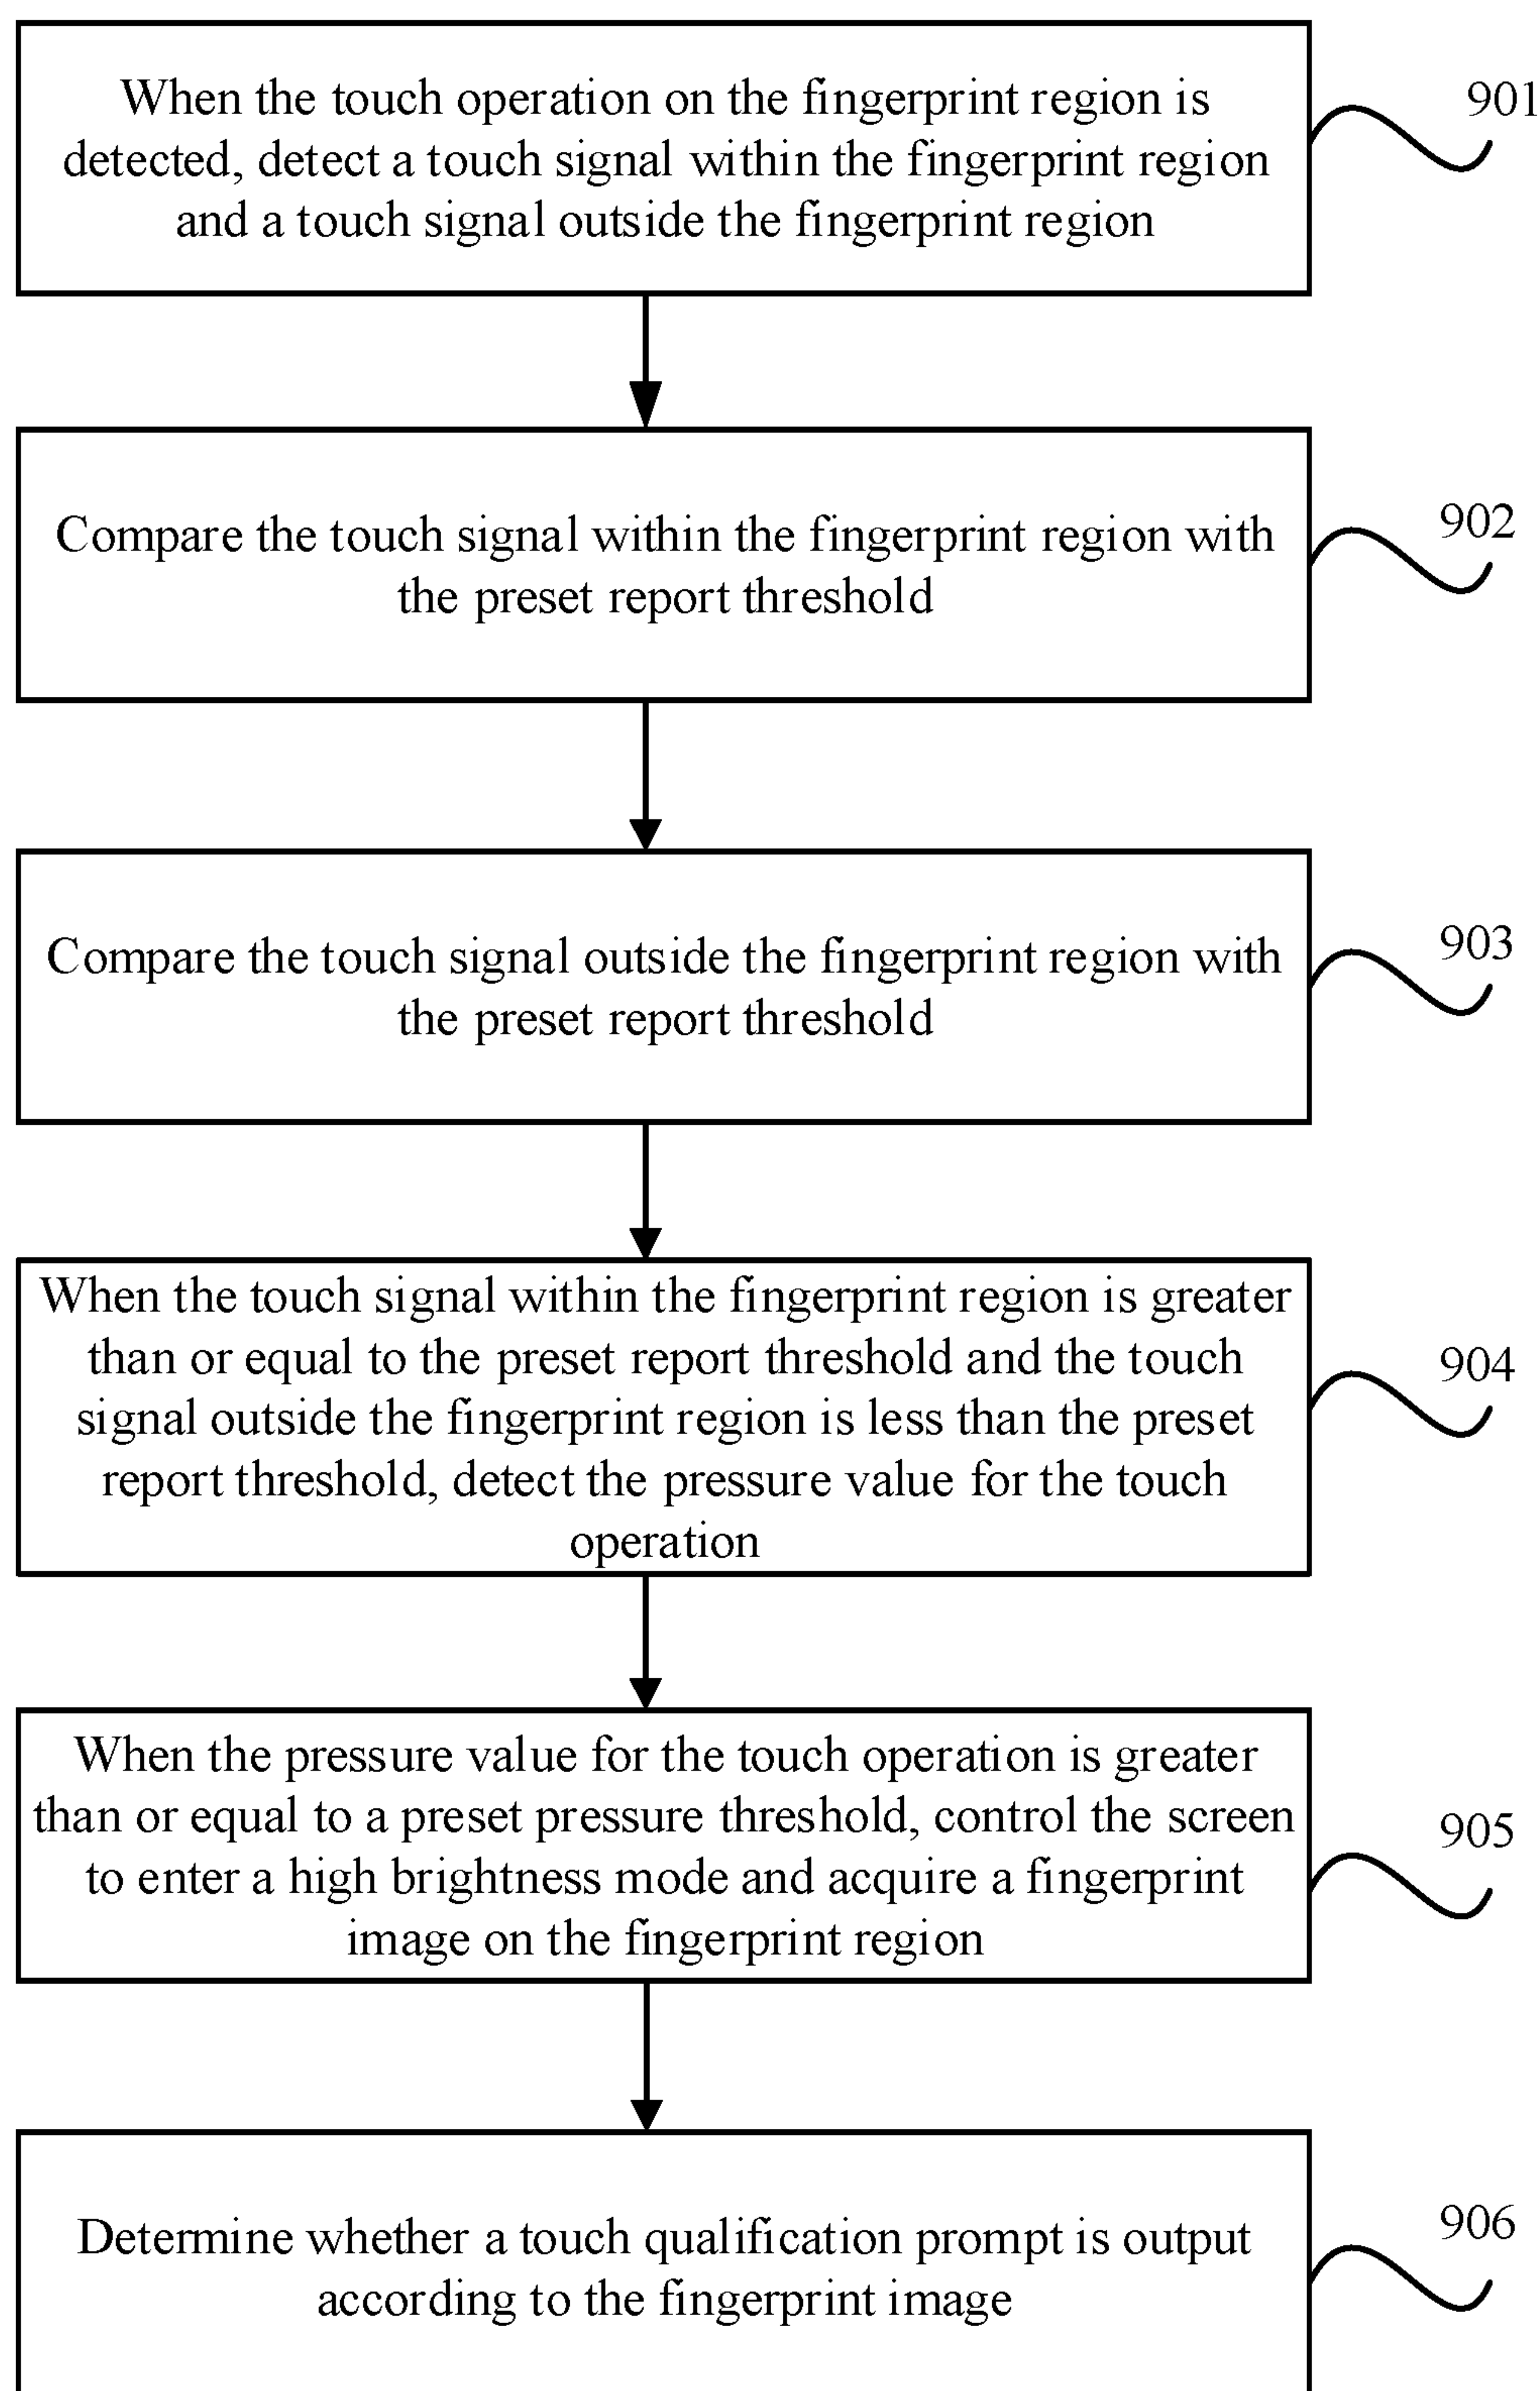 When the touch operation on the fingerprint region is
detected, detect a touch signal within the fingerprint region
and a touch signal outside the fingerprint region
901
Compare the touch signal within the fingerprint region with
the preset report threshold
902
Compare the touch signal outside the fingerprint region with
the preset report threshold
903
When the touch signal within the fingerprint region is greater
than or equal to the preset report threshold and the touch
signal outside the fingerprint region is less than the preset
report threshold, detect the pressure value for the touch
operation
904
When the pressure value for the touch operation is greater
than or equal to a preset pressure threshold, control the screen
to enter a high brightness mode and acquire a fingerprint
image on the fingerprint region
905
Determine whether a touch qualification prompt is output
according to the fingerprint image
906